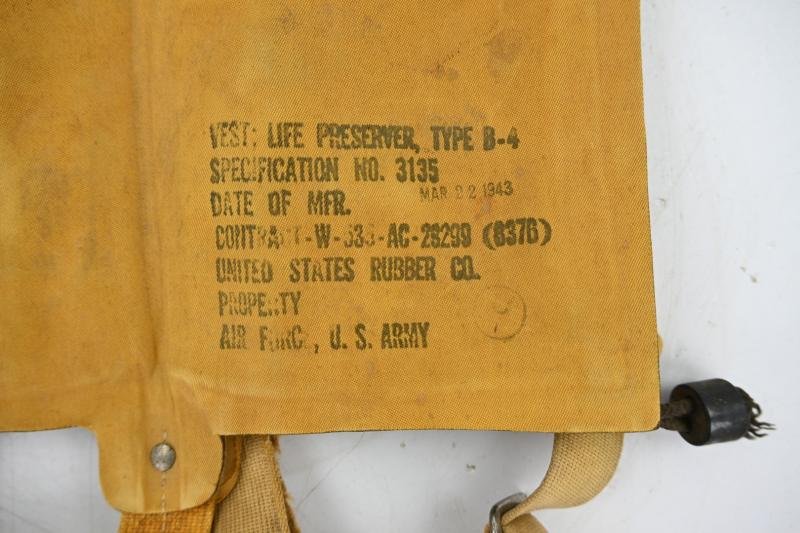 VEST; LIFE PRESERVER, TYPE B-4
SPECIFICATION NO. 3135
DATE OF MFR. MAR 22 1943
CONTRACT-W-535-AC-28299 (8376)
UNITED STATES RUBBER CO.
PROPERTY
AIR FORCE, U.S. ARMY